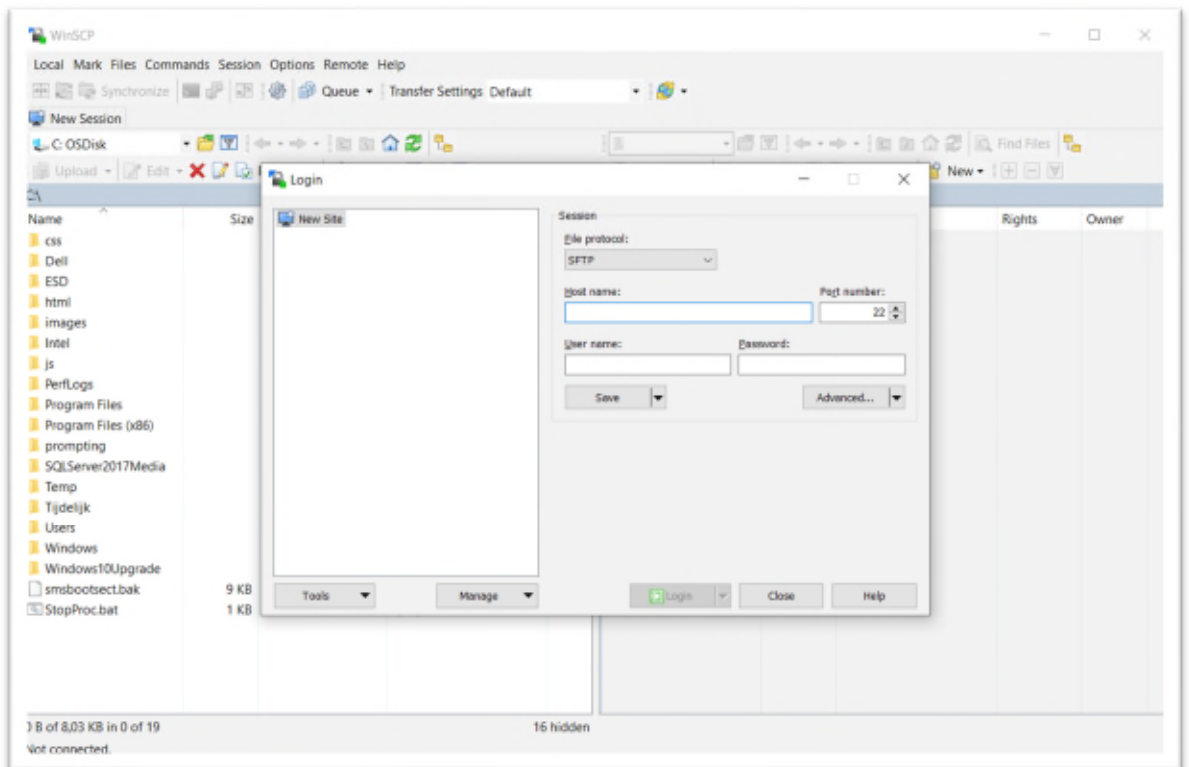 WinSCP
Local Mark Files Commands Session Options Remote Help
Synchronize Queue Transfer Settings Default
New Session
C: OSDisk Find Files
Upload Edit New
C:\
Name Size Rights Owner
css
Dell
ESD
html
images
Intel
js
PerfLogs
Program Files
Program Files (x86)
prompting
SQLServer2017Media
Temp
Tijdelijk
Users
Windows
Windows10Upgrade
smsbootsect.bak 9 KB
StopProc.bat 1 KB
Login
New Site
Session
File protocol:
SFTP
Host name: Port number:
22
User name: Password:
Save Advanced...
Tools Manage Login Close Help
0 B of 8,03 KB in 0 of 19 16 hidden
Not connected.